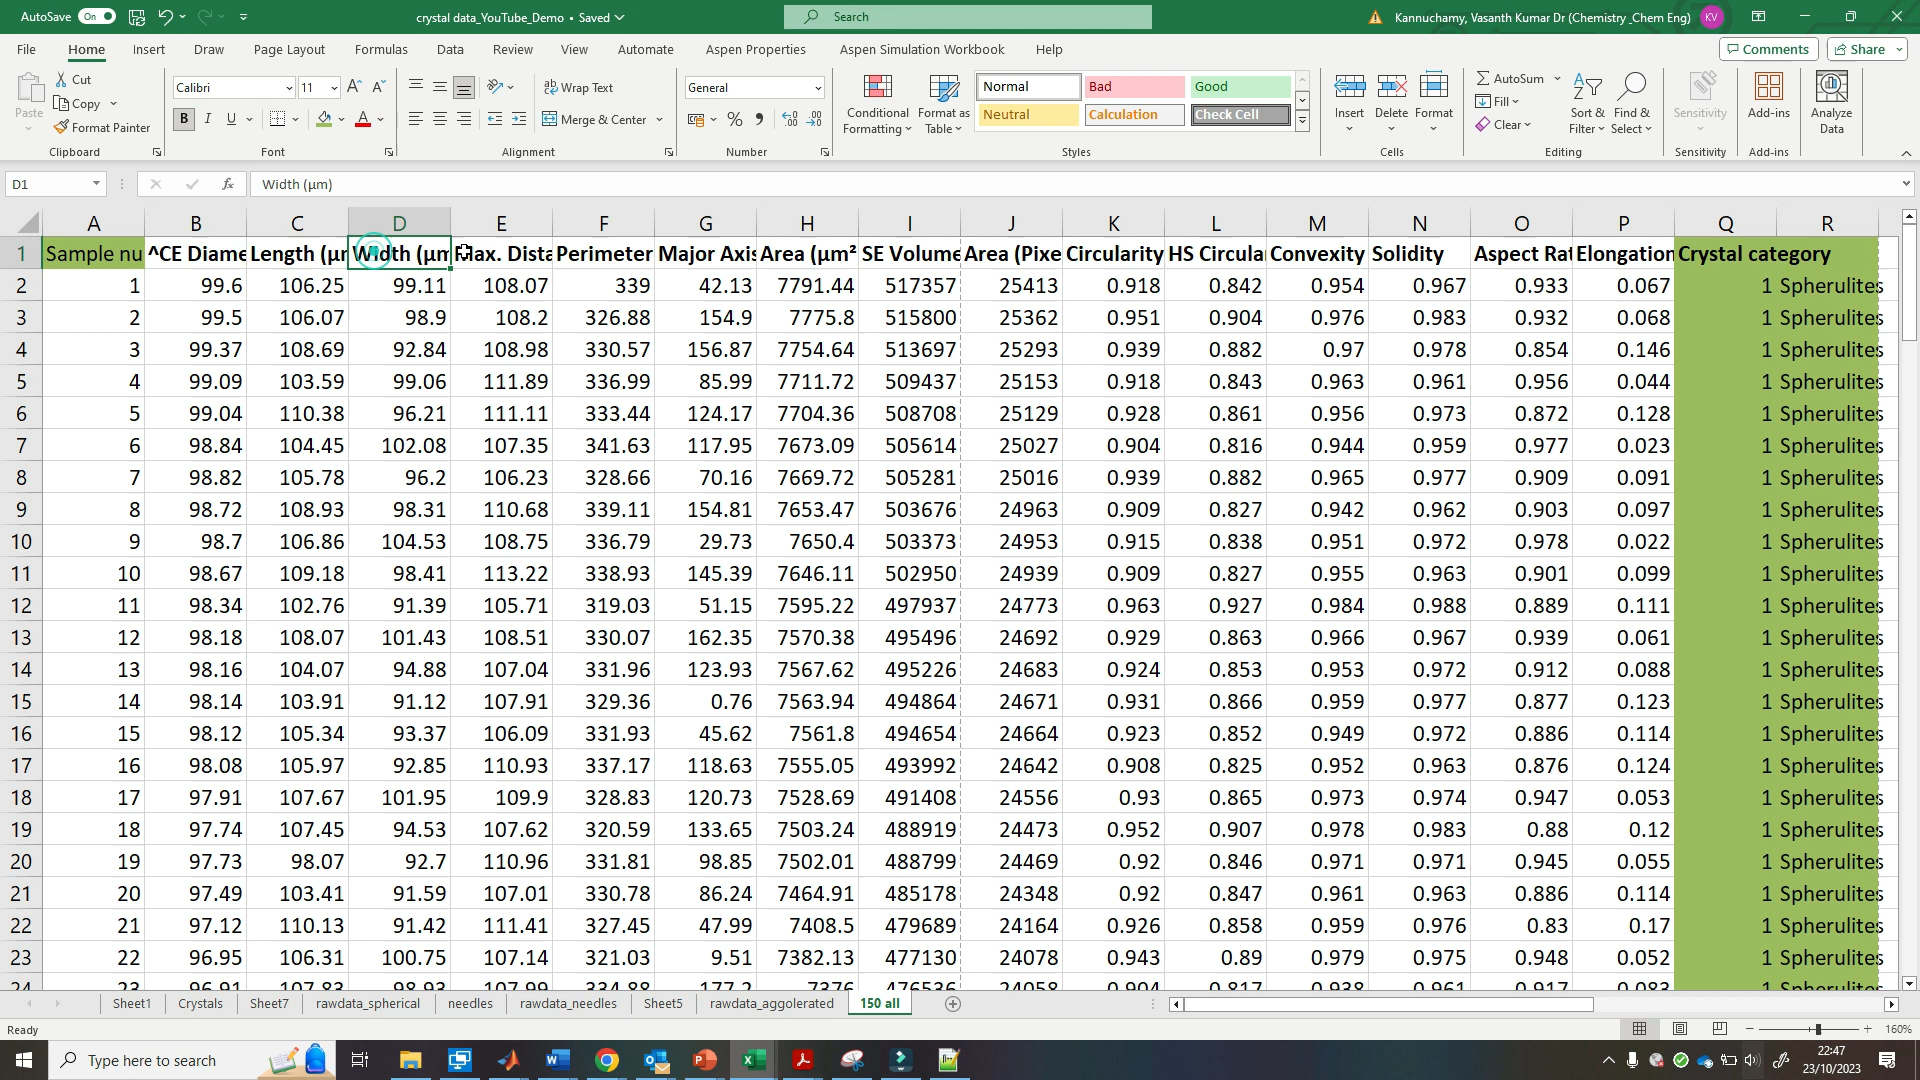 AutoSave On crystal data_YouTube_Demo • Saved Search Kannuchamy, Vasanth Kumar Dr (Chemistry _Chem Eng) KV
File Home Insert Draw Page Layout Formulas Data Review View Automate Aspen Properties Aspen Simulation Workbook Help Comments Share
Paste Cut Copy Format Painter Clipboard
Calibri 11 B I U Font
Wrap Text Merge & Center Alignment
General Number
Conditional Formatting Format as Table Normal Bad Good Neutral Calculation Check Cell Styles
Insert Delete Format Cells
AutoSum Fill Clear Sort & Filter Find & Select Editing
Sensitivity Sensitivity
Add-ins Add-ins
Analyze Data
D1 fx Width (µm)
A B C D E F G H I J K L M N O P Q R
1 Sample nu ^CE Diame Length (µr Width (µm Max. Dista Perimeter Major Axis Area (µm² SE Volume Area (Pixe Circularity HS Circula Convexity Solidity Aspect Rat Elongation Crystal category
2 1 99.6 106.25 99.11 108.07 339 42.13 7791.44 517357 25413 0.918 0.842 0.954 0.967 0.933 0.067 1 Spherulites
3 2 99.5 106.07 98.9 108.2 326.88 154.9 7775.8 515800 25362 0.951 0.904 0.976 0.983 0.932 0.068 1 Spherulites
4 3 99.37 108.69 92.84 108.98 330.57 156.87 7754.64 513697 25293 0.939 0.882 0.97 0.978 0.854 0.146 1 Spherulites
5 4 99.09 103.59 99.06 111.89 336.99 85.99 7711.72 509437 25153 0.918 0.843 0.963 0.961 0.956 0.044 1 Spherulites
6 5 99.04 110.38 96.21 111.11 333.44 124.17 7704.36 508708 25129 0.928 0.861 0.956 0.973 0.872 0.128 1 Spherulites
7 6 98.84 104.45 102.08 107.35 341.63 117.95 7673.09 505614 25027 0.904 0.816 0.944 0.959 0.977 0.023 1 Spherulites
8 7 98.82 105.78 96.2 106.23 328.66 70.16 7669.72 505281 25016 0.939 0.882 0.965 0.977 0.909 0.091 1 Spherulites
9 8 98.72 108.93 98.31 110.68 339.11 154.81 7653.47 503676 24963 0.909 0.827 0.942 0.962 0.903 0.097 1 Spherulites
10 9 98.7 106.86 104.53 108.75 336.79 29.73 7650.4 503373 24953 0.915 0.838 0.951 0.972 0.978 0.022 1 Spherulites
11 10 98.67 109.18 98.41 113.22 338.93 145.39 7646.11 502950 24939 0.909 0.827 0.955 0.963 0.901 0.099 1 Spherulites
12 11 98.34 102.76 91.39 105.71 319.03 51.15 7595.22 497937 24773 0.963 0.927 0.984 0.988 0.889 0.111 1 Spherulites
13 12 98.18 108.07 101.43 108.51 330.07 162.35 7570.38 495496 24692 0.929 0.863 0.966 0.967 0.939 0.061 1 Spherulites
14 13 98.16 104.07 94.88 107.04 331.96 123.93 7567.62 495226 24683 0.924 0.853 0.953 0.972 0.912 0.088 1 Spherulites
15 14 98.14 103.91 91.12 107.91 329.36 0.76 7563.94 494864 24671 0.931 0.866 0.959 0.977 0.877 0.123 1 Spherulites
16 15 98.12 105.34 93.37 106.09 331.93 45.62 7561.8 494654 24664 0.923 0.852 0.949 0.972 0.886 0.114 1 Spherulites
17 16 98.08 105.97 92.85 110.93 337.17 118.63 7555.05 493992 24642 0.908 0.825 0.952 0.963 0.876 0.124 1 Spherulites
18 17 97.91 107.67 101.95 109.9 328.83 120.73 7528.69 491408 24556 0.93 0.865 0.973 0.974 0.947 0.053 1 Spherulites
19 18 97.74 107.45 94.53 107.62 320.59 133.65 7503.24 488919 24473 0.952 0.907 0.978 0.983 0.88 0.12 1 Spherulites
20 19 97.73 98.07 92.7 110.96 331.81 98.85 7502.01 488799 24469 0.92 0.846 0.971 0.971 0.945 0.055 1 Spherulites
21 20 97.49 103.41 91.59 107.01 330.78 86.24 7464.91 485178 24348 0.92 0.847 0.961 0.963 0.886 0.114 1 Spherulites
22 21 97.12 110.13 91.42 111.41 327.45 47.99 7408.5 479689 24164 0.926 0.858 0.959 0.976 0.83 0.17 1 Spherulites
23 22 96.95 106.31 100.75 107.14 321.03 9.51 7382.13 477130 24078 0.943 0.89 0.979 0.975 0.948 0.052 1 Spherulites
24 23 96.91 107.83 98.93 107.99 334.88 177.2 7376 476536 24058 0.904 0.817 0.938 0.961 0.917 0.083 1 Spherulites
Sheet1 Crystals Sheet7 rawdata_spherical needles rawdata_needles Sheet5 rawdata_aggolerated 150 all
Ready 160%
Type here to search 22:47
23/10/2023